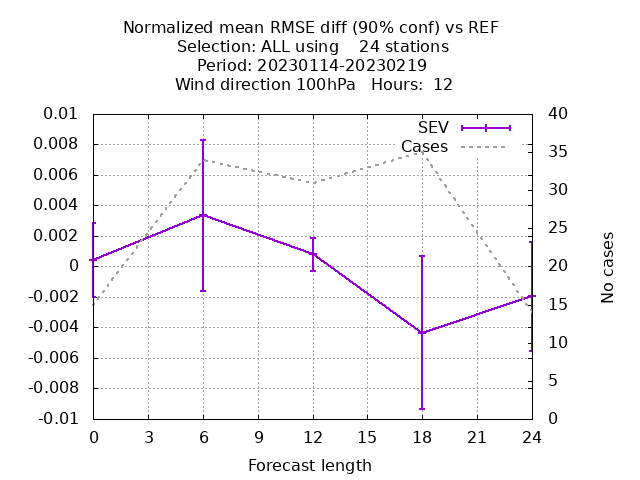 Normalized mean RMSE diff (90% conf) vs REF
Selection: ALL using    24 stations
Period: 20230114-20230219
Wind direction 100hPa   Hours:  12
SEV
Cases
0.01
0.008
0.006
0.004
0.002
0
-0.002
-0.004
-0.006
-0.008
-0.01
40
35
30
25
20
15
10
5
0
No cases
0 3 6 9 12 15 18 21 24
Forecast length